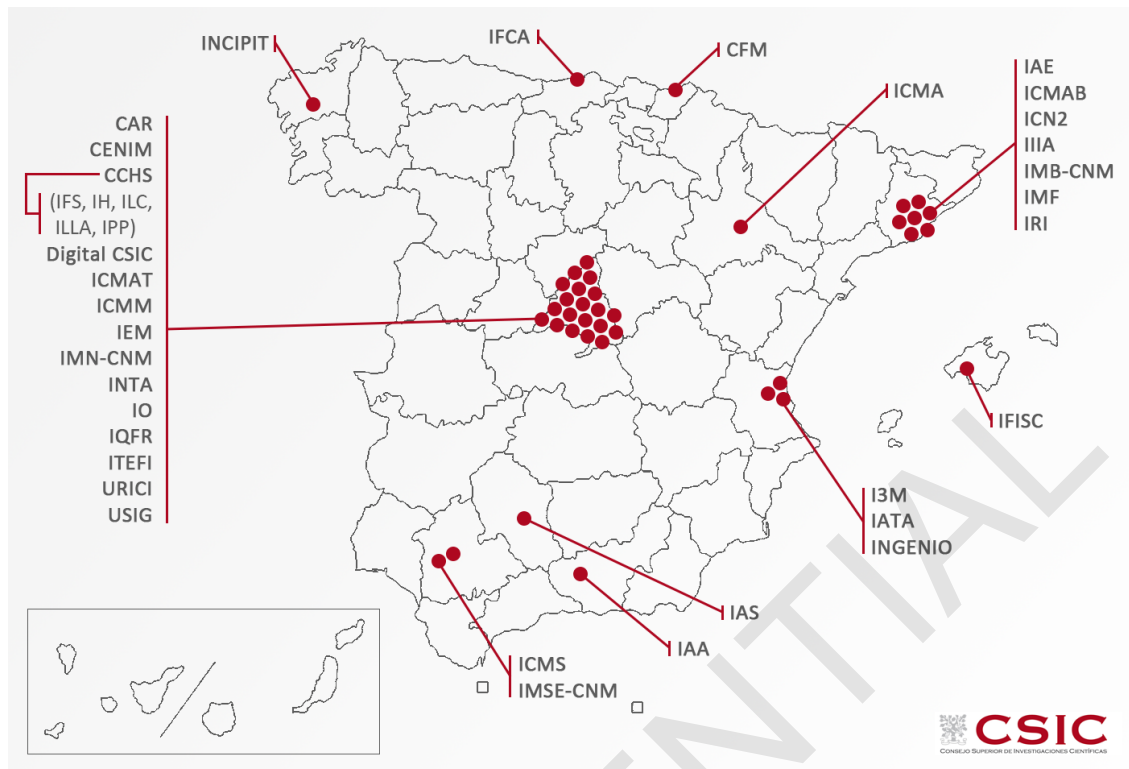 INCIPIT
IFCA
CFM
ICMA
IAE
ICMAB
ICN2
IIIA
IMB-CNM
IMF
IRI
CAR
CENIM
CCHS
(IFS, IH, ILC,
ILLA, IPP)
Digital CSIC
ICMAT
ICMM
IEM
IMN-CNM
INTA
IO
IQFR
ITEFI
URICI
USIG
IFISC
I3M
IATA
INGENIO
IAS
IAA
ICMS
IMSE-CNM
ENTIAL
CSIC
CONSEJO SUPERIOR DE INVESTIGACIONES CIENTÍFICAS